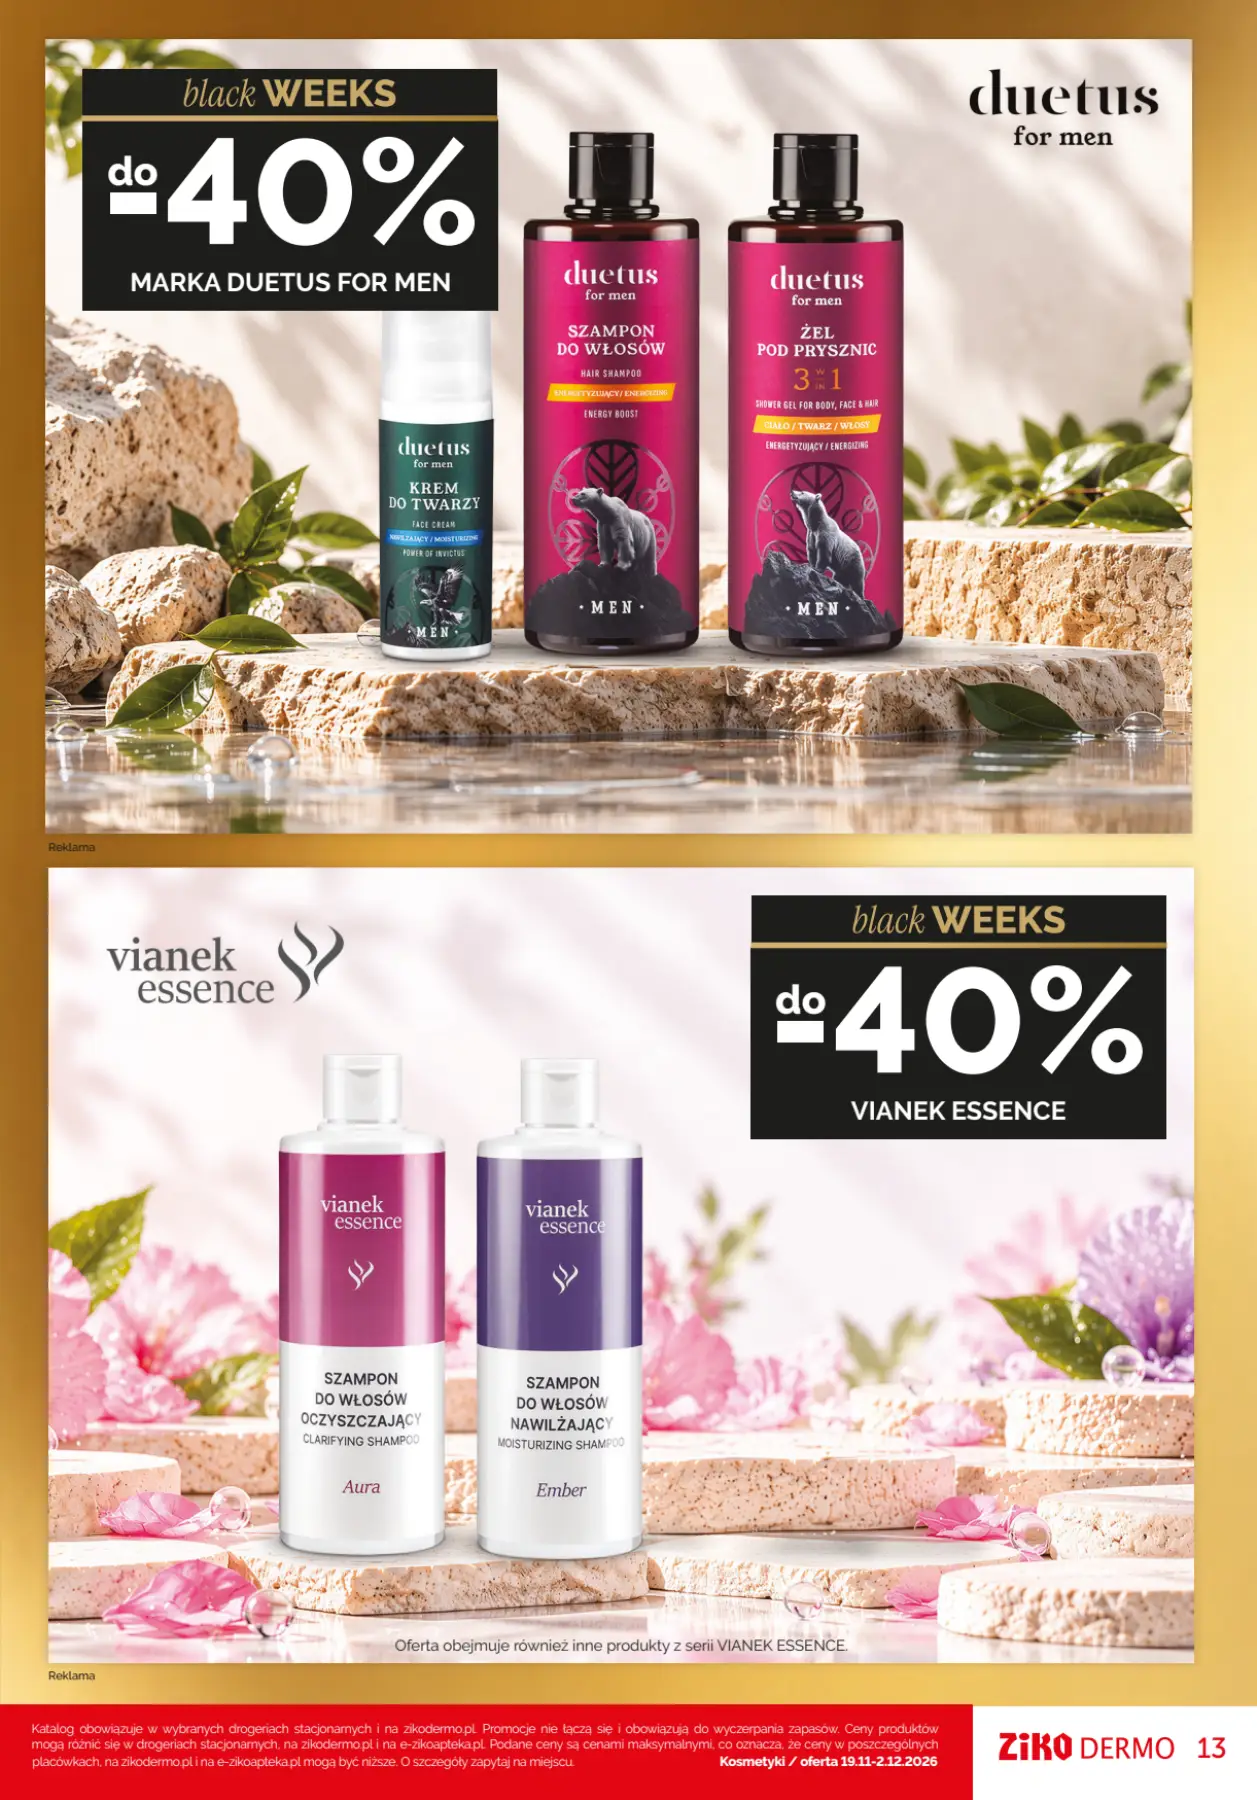 black WEEKS
do
-40%
MARKA DUETUS FOR MEN
duetus
for men
duetus
for men
KREM
DO TWARZY
FACE CREAM
NAWILŻAJĄCY / MOISTURIZING
POWER OF INVICTUS
· MEN ·
duetus
for men
SZAMPON
DO WŁOSÓW
HAIR SHAMPOO
ENERGETYZUJĄCY / ENERGIZING
ENERGY BOOST
· MEN ·
duetus
for men
ŻEL
POD PRYSZNIC
3 W IN 1
SHOWER GEL FOR BODY, FACE & HAIR
CIAŁO / TWARZ / WŁOSY
ENERGETYZUJĄCY / ENERGIZING
· MEN ·
Reklama
vianek
essence
black WEEKS
do
-40%
VIANEK ESSENCE
vianek
essence
SZAMPON
DO WŁOSÓW
OCZYSZCZAJĄCY
CLARIFYING SHAMPOO
Aura
vianek
essence
SZAMPON
DO WŁOSÓW
NAWILŻAJĄCY
MOISTURIZING SHAMPOO
Ember
Oferta obejmuje również inne produkty z serii VIANEK ESSENCE.
Reklama
Katalog obowiązuje w wybranych drogeriach stacjonarnych i na zikodermo.pl. Promocje nie łączą się i obowiązują do wyczerpania zapasów. Ceny produktów
mogą różnić się w drogeriach stacjonarnych, na zikodermo.pl i na e-zikoapteka.pl. Podane ceny są cenami maksymalnymi, co oznacza, że ceny w poszczególnych
placówkach, na zikodermo.pl i na e-zikoapteka.pl mogą być niższe. O szczegóły zapytaj na miejscu.
Kosmetyki / oferta 19.11-2.12.2026
ZIKO DERMO 13